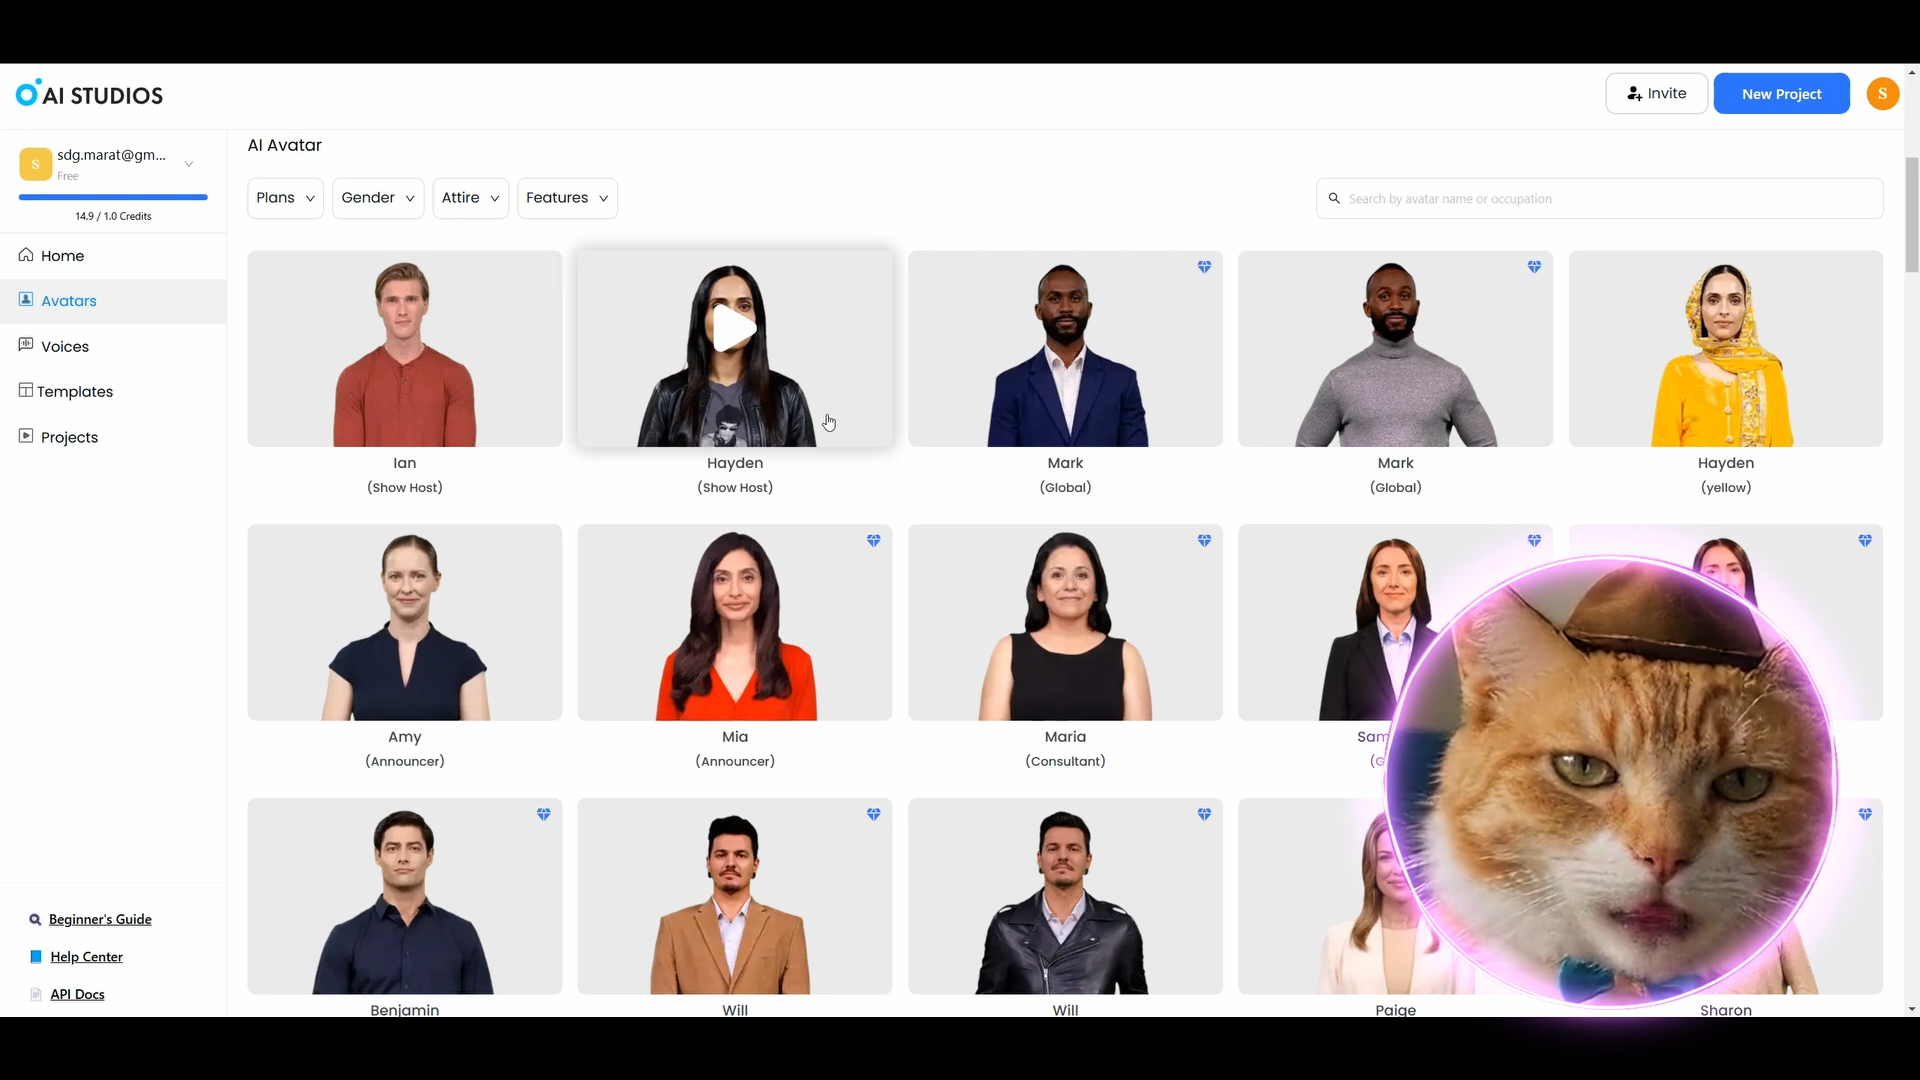 AI STUDIOS
Invite
New Project
S
S
sdg.marat@gm...
Free
14.9 / 1.0 Credits
Home
Avatars
Voices
Templates
Projects
Beginner's Guide
Help Center
API Docs
AI Avatar
Plans
Gender
Attire
Features
Search by avatar name or occupation
Ian
Hayden
Mark
Mark
Hayden
(Show Host)
(Show Host)
(Global)
(Global)
(yellow)
Amy
Mia
Maria
(Announcer)
(Announcer)
(Consultant)
Benjamin
Will
Will
Paige
Sharon